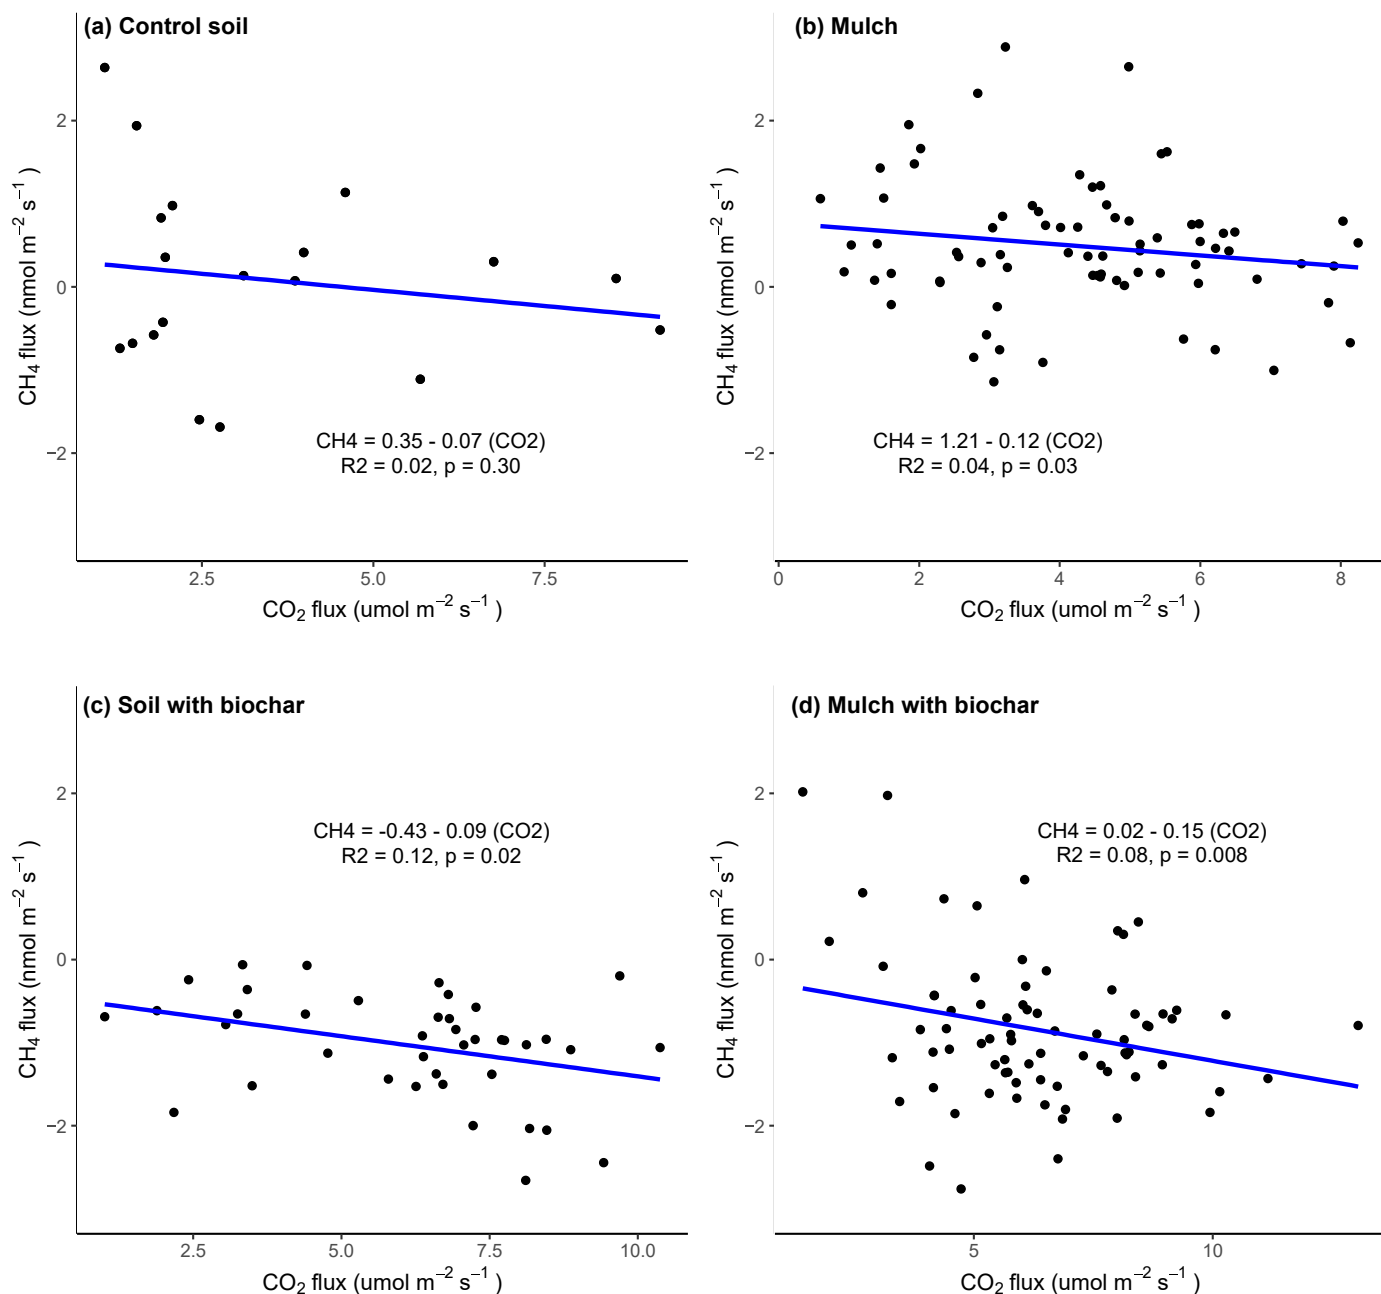 (a) Control soil
2
0
−2
CH₄ flux (nmol m⁻² s⁻¹ )
CH4 = 0.35 - 0.07 (CO2)
R2 = 0.02, p = 0.30
2.5 5.0 7.5
CO₂ flux (umol m⁻² s⁻¹ )
(b) Mulch
2
0
−2
CH₄ flux (nmol m⁻² s⁻¹ )
CH4 = 1.21 - 0.12 (CO2)
R2 = 0.04, p = 0.03
0 2 4 6 8
CO₂ flux (umol m⁻² s⁻¹ )
(c) Soil with biochar
2
0
−2
CH₄ flux (nmol m⁻² s⁻¹ )
CH4 = -0.43 - 0.09 (CO2)
R2 = 0.12, p = 0.02
2.5 5.0 7.5 10.0
CO₂ flux (umol m⁻² s⁻¹ )
(d) Mulch with biochar
2
0
−2
CH₄ flux (nmol m⁻² s⁻¹ )
CH4 = 0.02 - 0.15 (CO2)
R2 = 0.08, p = 0.008
5 10
CO₂ flux (umol m⁻² s⁻¹ )